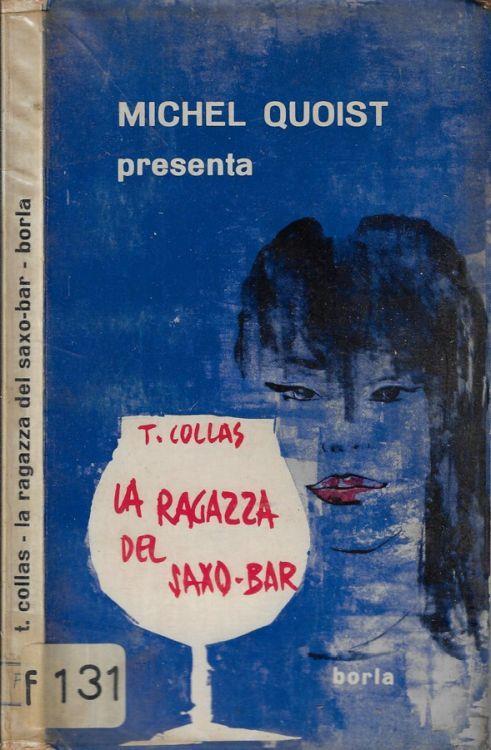 t. collas - la ragazza del saxo-bar - borla
MICHEL QUOIST
presenta
T. COLLAS
LA RAGAZZA
DEL
SAXO-BAR
borla
f 131